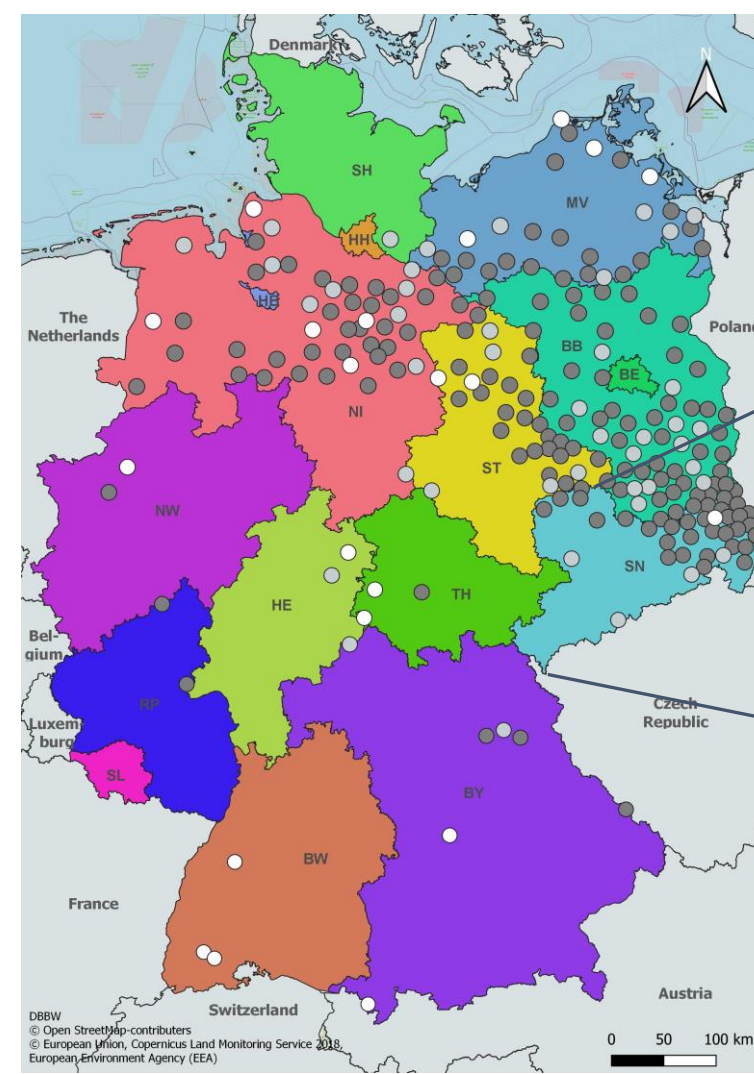 Denmark
N
SH
MV
HH
HB
The
Netherlands
Poland
BB
BE
NI
ST
NW
SN
HE
TH
Bel-
gium
RP
Luxem-
burg
Czech
Republic
SL
BY
BW
France
Austria
Switzerland
DBBW
© Open StreetMap-contributers
© European Union, Copernicus Land Monitoring Service 2018,
European Environment Agency (EEA)
0 50 100 km